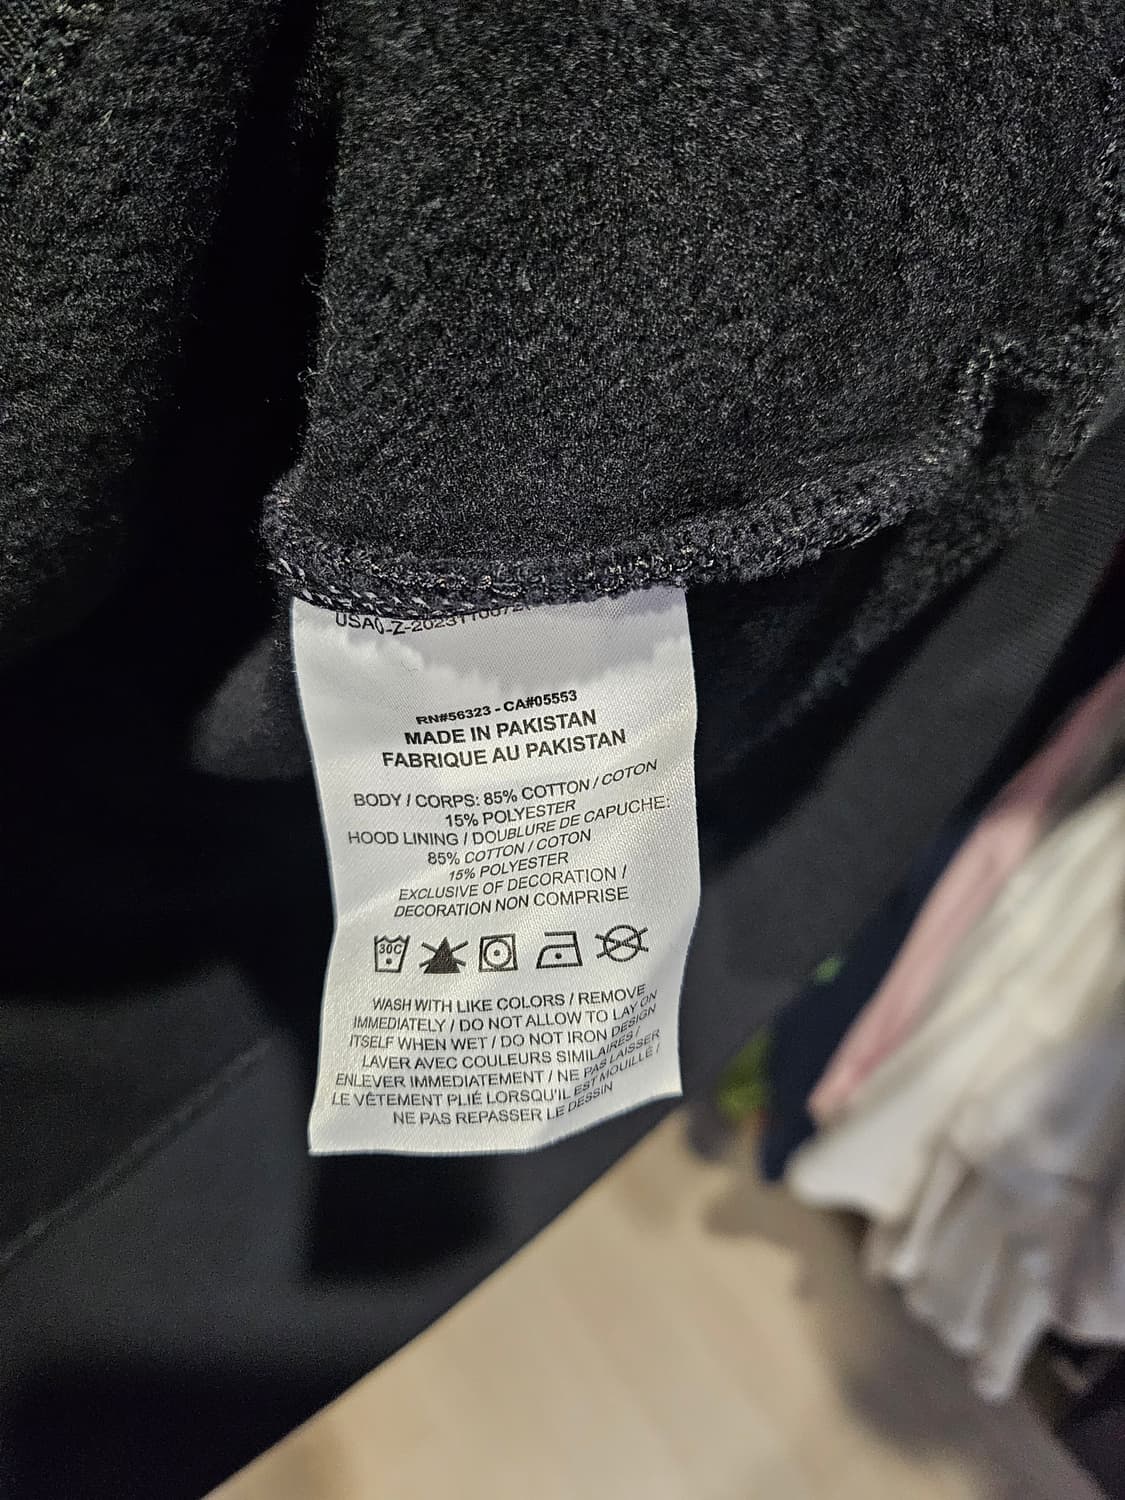 RN#56323 - CA#05553
MADE IN PAKISTAN
FABRIQUE AU PAKISTAN
BODY / CORPS: 85% COTTON / COTON
15% POLYESTER
HOOD LINING / DOUBLURE DE CAPUCHE:
85% COTTON / COTON
15% POLYESTER
EXCLUSIVE OF DECORATION /
DECORATION NON COMPRISE
30C
WASH WITH LIKE COLORS / REMOVE
IMMEDIATELY / DO NOT ALLOW TO LAY ON
ITSELF WHEN WET / DO NOT IRON DESIGN
LAVER AVEC COULEURS SIMILAIRES /
ENLEVER IMMEDIATEMENT / NE PAS LAISSER
LE VÊTEMENT PLIÉ LORSQU'IL EST MOUILLÉ /
NE PAS REPASSER LE DESSIN